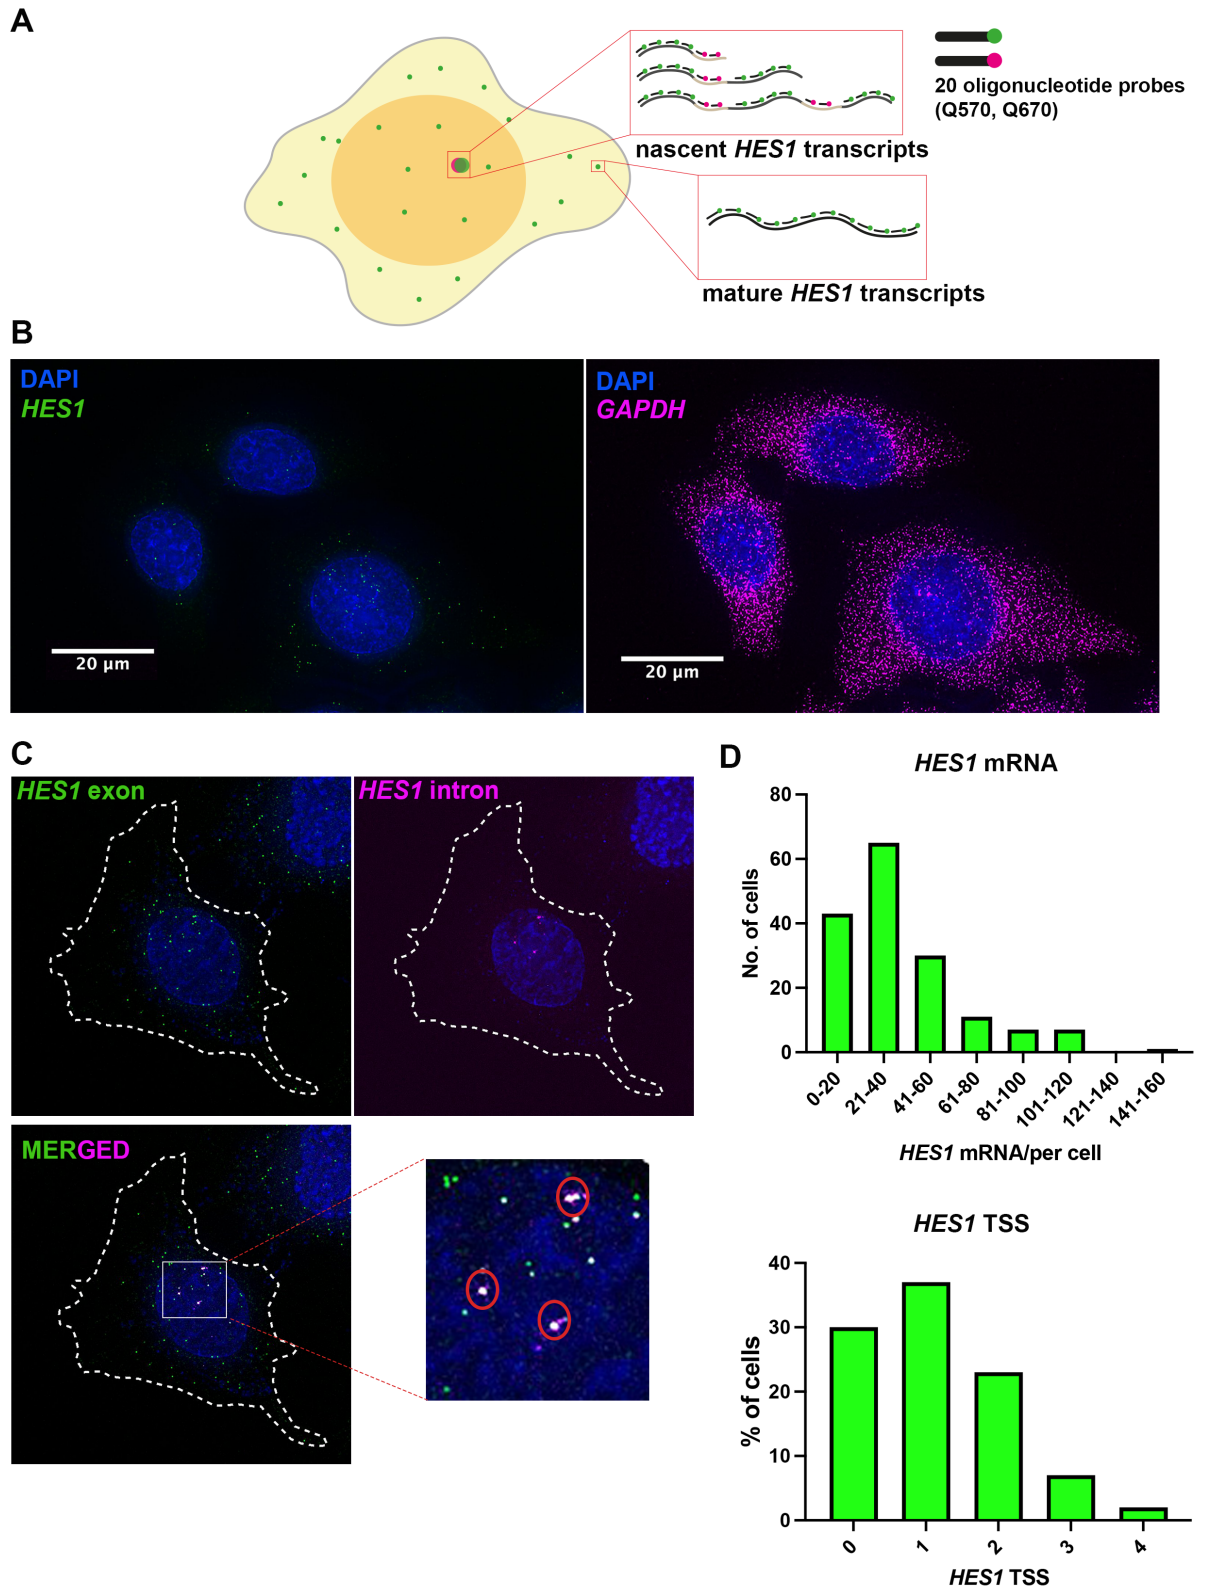 A
20 oligonucleotide probes
(Q570, Q670)
nascent HES1 transcripts
mature HES1 transcripts
B
DAPI
HES1
20 µm
DAPI
GAPDH
20 µm
C
HES1 exon
HES1 intron
MERGED
D
HES1 mRNA
No. of cells
80
60
40
20
0
0-20
21-40
41-60
61-80
81-100
101-120
121-140
141-160
HES1 mRNA/per cell
HES1 TSS
% of cells
40
30
20
10
0
0
1
2
3
4
HES1 TSS